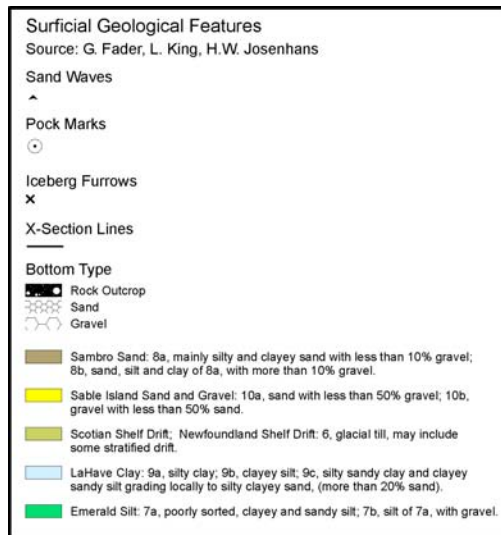 Surficial Geological Features
Source: G. Fader, L. King, H.W. Josenhans
Sand Waves
Pock Marks
Iceberg Furrows
X-Section Lines
Bottom Type
Rock Outcrop
Sand
Gravel
Sambro Sand: 8a, mainly silty and clayey sand with less than 10% gravel;
8b, sand, silt and clay of 8a, with more than 10% gravel.
Sable Island Sand and Gravel: 10a, sand with less than 50% gravel; 10b,
gravel with less than 50% sand.
Scotian Shelf Drift; Newfoundland Shelf Drift: 6, glacial till, may include
some stratified drift.
LaHave Clay: 9a, silty clay; 9b, clayey silt; 9c, silty sandy clay and clayey
sandy silt grading locally to silty clayey sand, (more than 20% sand).
Emerald Silt: 7a, poorly sorted, clayey and sandy silt; 7b, silt of 7a, with gravel.